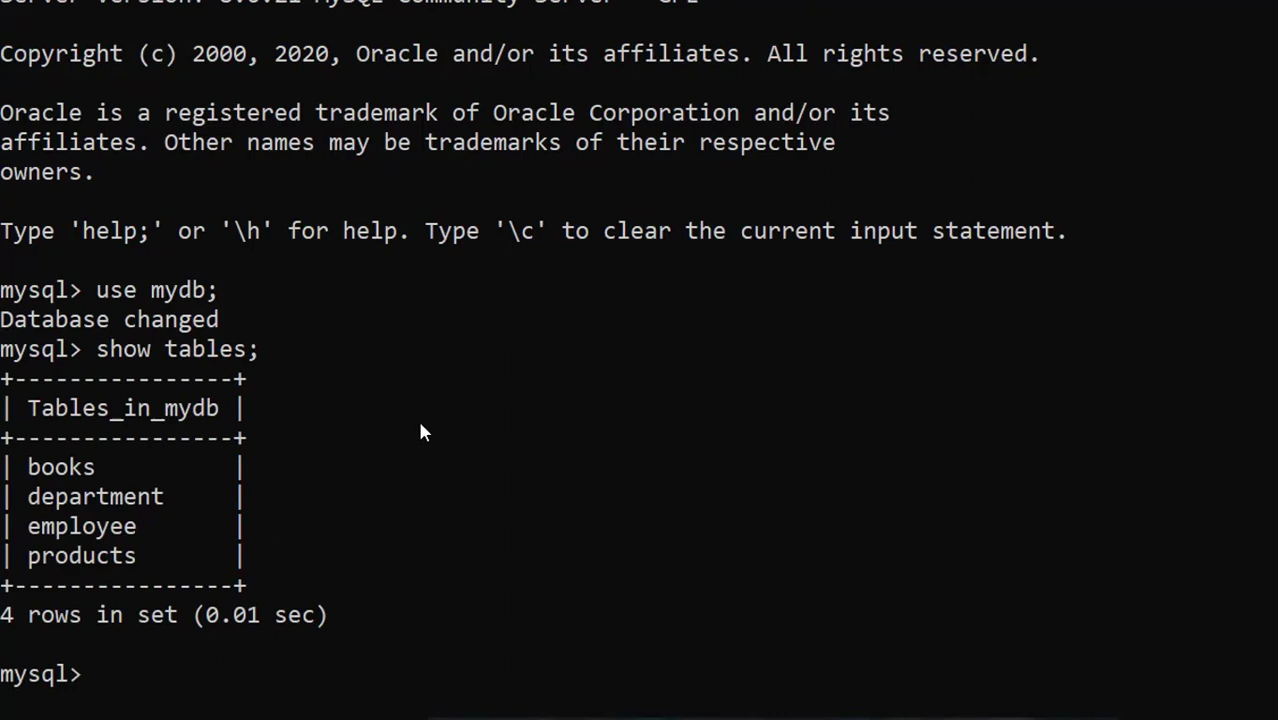 Copyright (c) 2000, 2020, Oracle and/or its affiliates. All rights reserved.
Oracle is a registered trademark of Oracle Corporation and/or its
affiliates. Other names may be trademarks of their respective
owners.
Type 'help;' or '\h' for help. Type '\c' to clear the current input statement.
mysql> use mydb;
Database changed
mysql> show tables;
+----------------+
| Tables_in_mydb |
+----------------+
| books          |
| department     |
| employee       |
| products       |
+----------------+
4 rows in set (0.01 sec)
mysql>